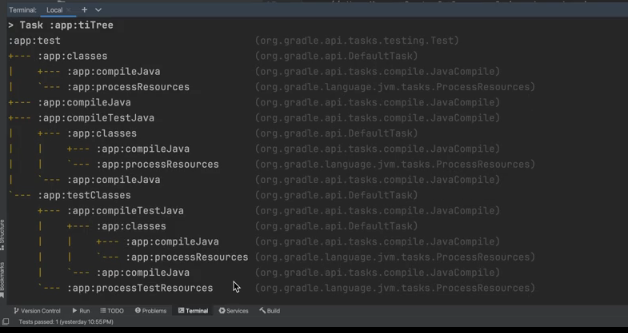 Terminal: Local × + ∨
> Task :app:tiTree
:app:test (org.gradle.api.tasks.testing.Test)
+--- :app:classes (org.gradle.api.DefaultTask)
| +--- :app:compileJava (org.gradle.api.tasks.compile.JavaCompile)
| `--- :app:processResources (org.gradle.language.jvm.tasks.ProcessResources)
+--- :app:compileJava (org.gradle.api.tasks.compile.JavaCompile)
+--- :app:compileTestJava (org.gradle.api.tasks.compile.JavaCompile)
| +--- :app:classes (org.gradle.api.DefaultTask)
| | +--- :app:compileJava (org.gradle.api.tasks.compile.JavaCompile)
| | `--- :app:processResources (org.gradle.language.jvm.tasks.ProcessResources)
| `--- :app:compileJava (org.gradle.api.tasks.compile.JavaCompile)
`--- :app:testClasses (org.gradle.api.DefaultTask)
+--- :app:compileTestJava (org.gradle.api.tasks.compile.JavaCompile)
| +--- :app:classes (org.gradle.api.DefaultTask)
| | +--- :app:compileJava (org.gradle.api.tasks.compile.JavaCompile)
| | `--- :app:processResources (org.gradle.language.jvm.tasks.ProcessResources)
| `--- :app:compileJava (org.gradle.api.tasks.compile.JavaCompile)
`--- :app:processTestResources (org.gradle.language.jvm.tasks.ProcessResources)
Structure
Bookmarks
Version Control Run TODO Problems Terminal Services Build
Tests passed: 1 (yesterday 10:55 PM)